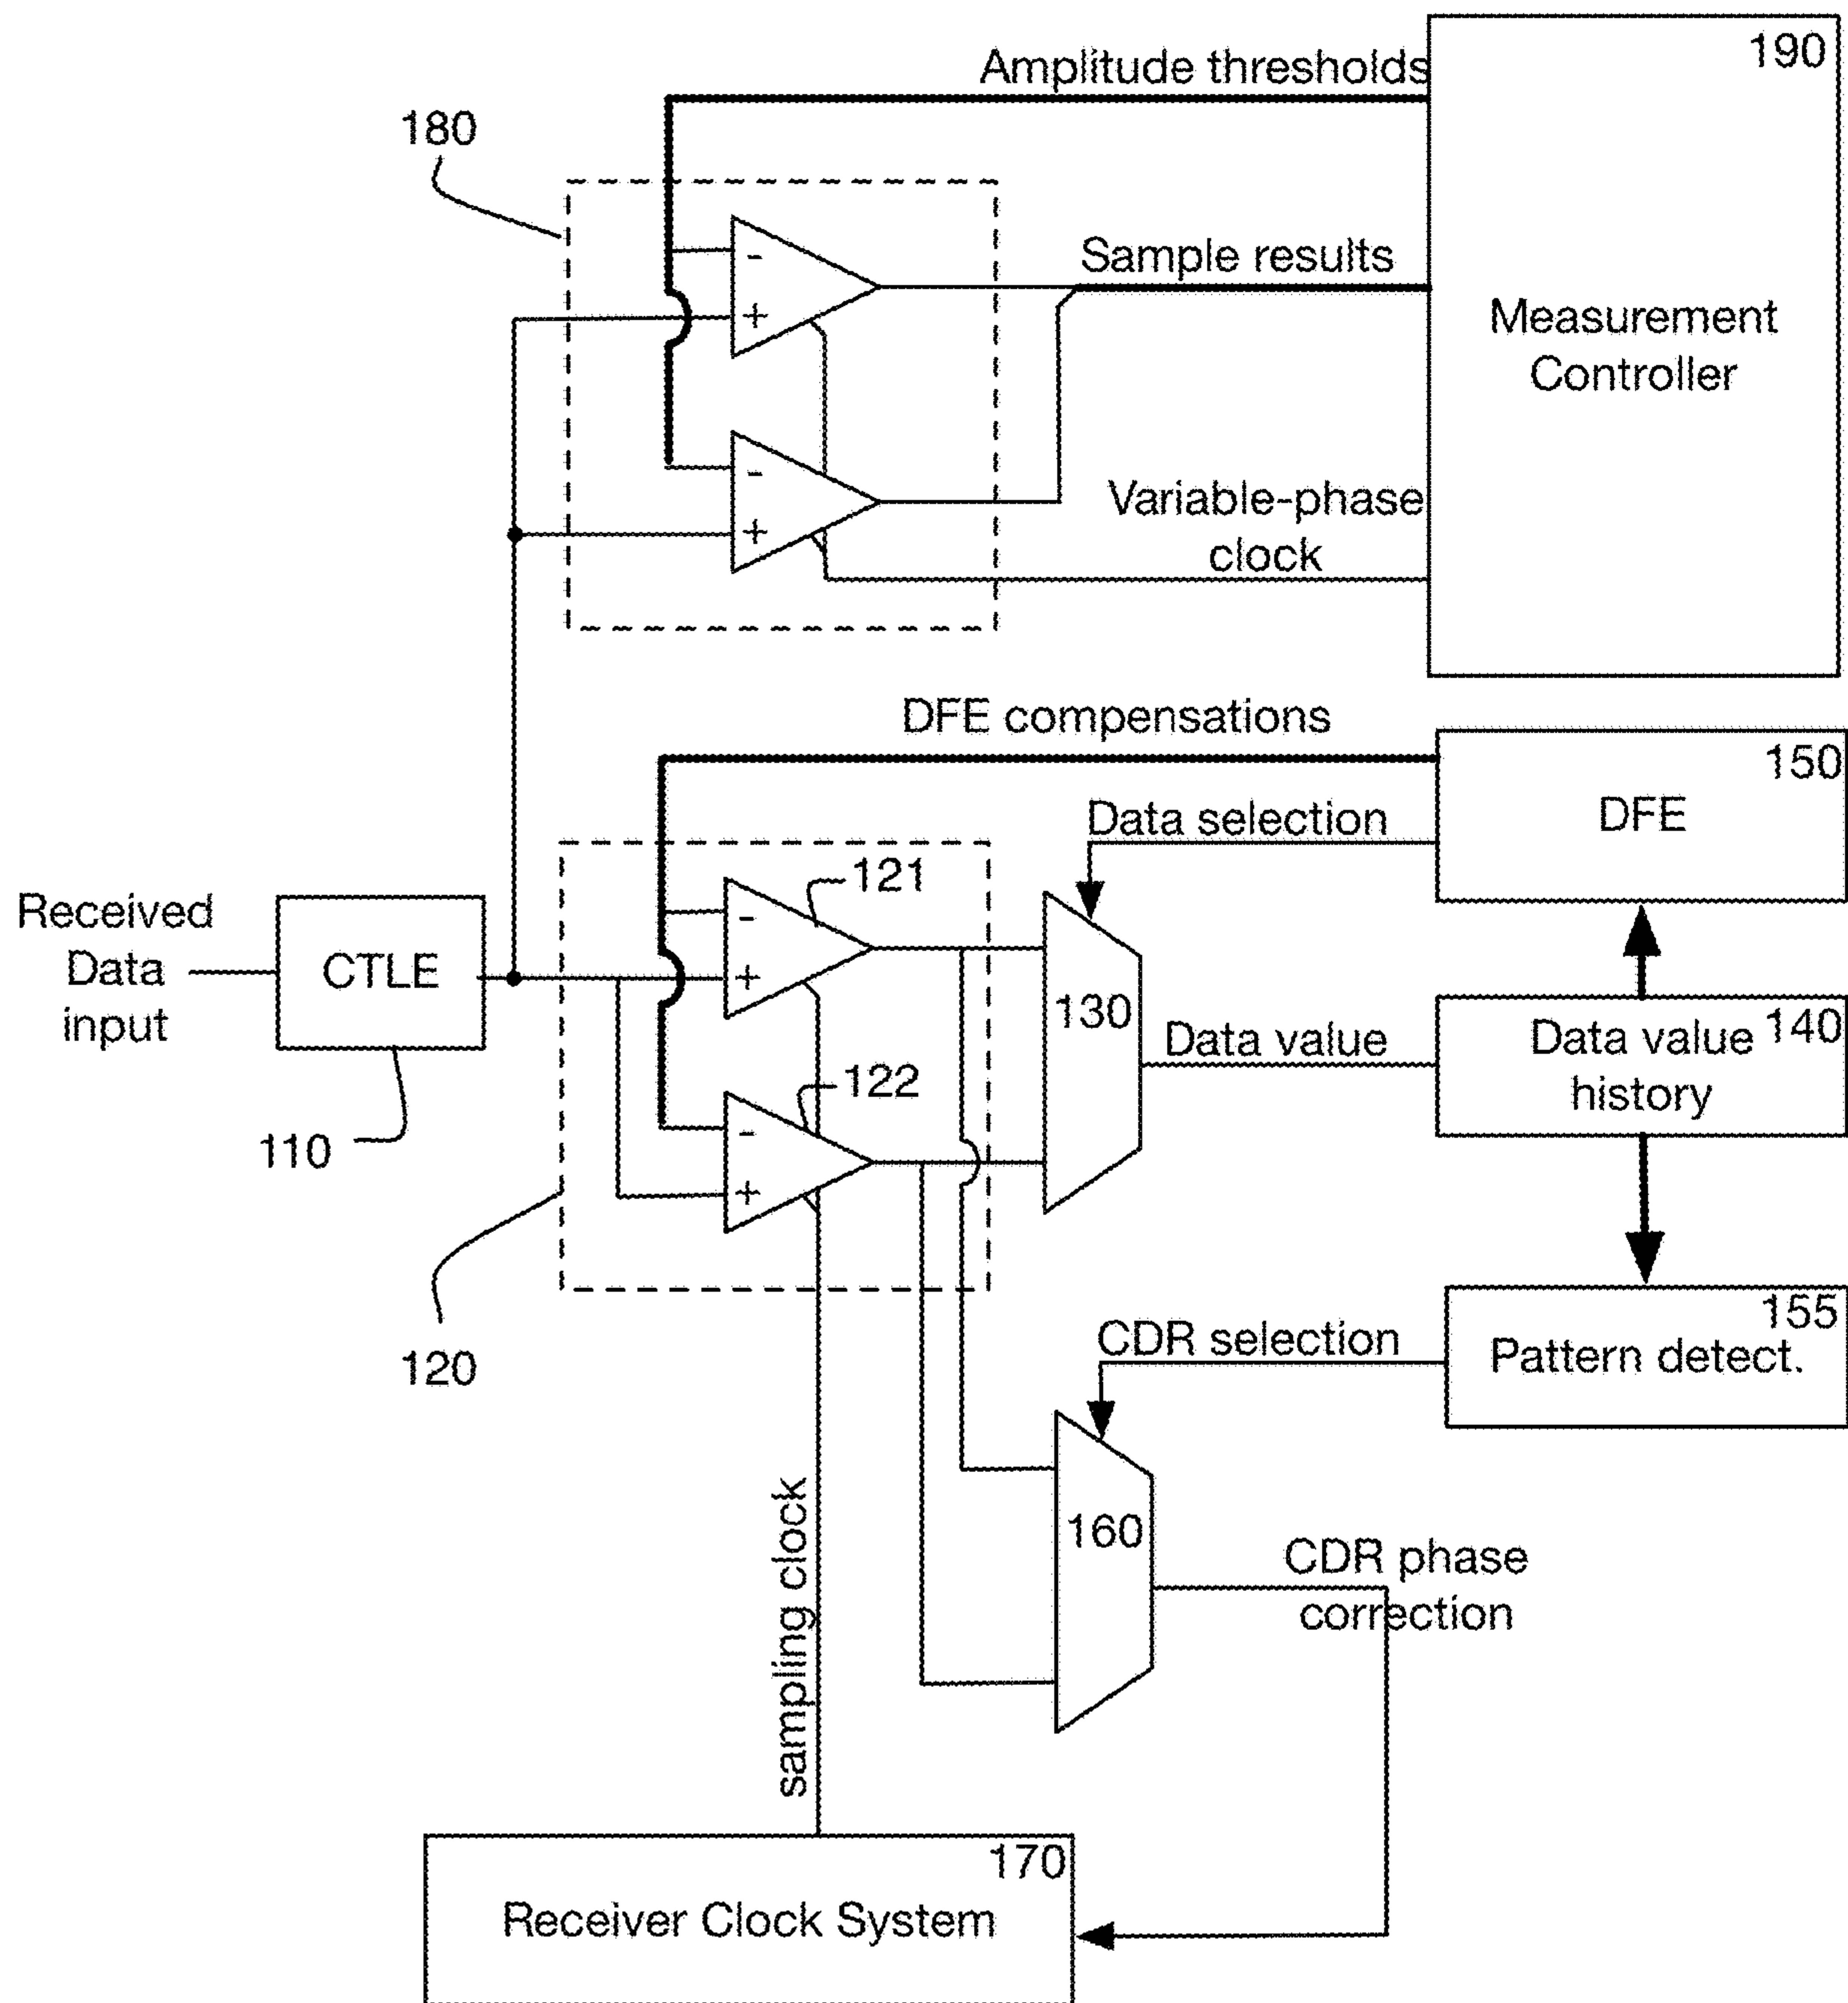 190
Amplitude thresholds
180
-
+
Sample results
Measurement
Controller
-
+
Variable-phase
clock
DFE compensations
150
DFE
Data selection
121
-
+
Received
Data
input
CTLE
130
Data value
140
Data value
history
122
-
+
110
120
155
Pattern detect.
CDR selection
160
CDR phase
correction
sampling clock
170
Receiver Clock System